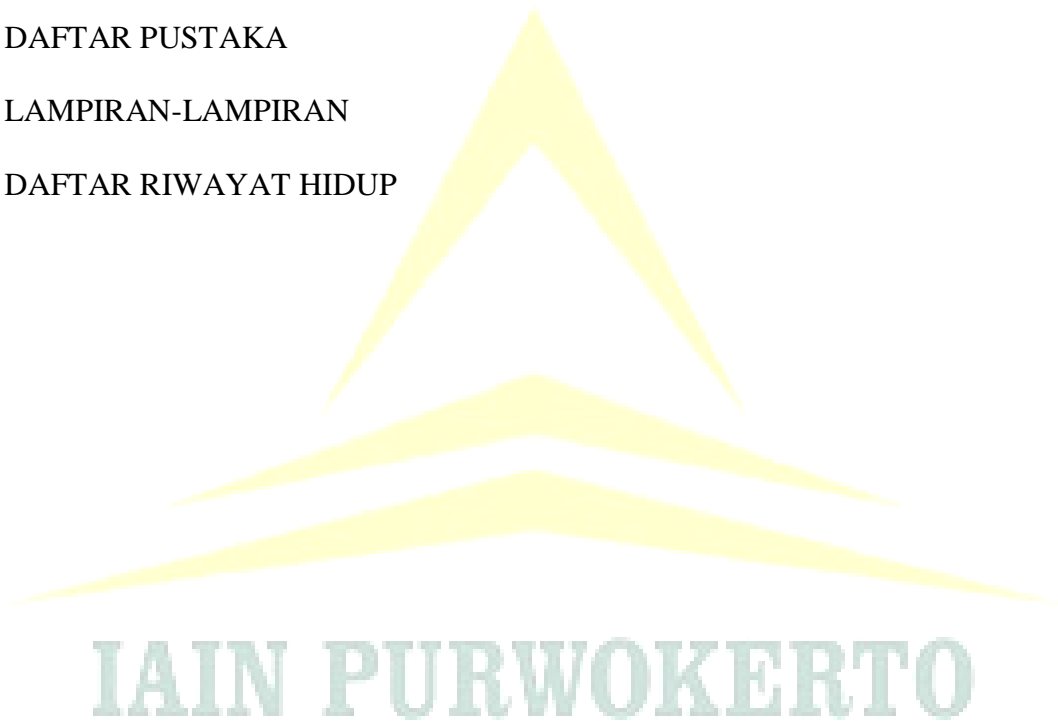 DAFTAR PUSTAKA
LAMPIRAN-LAMPIRAN
DAFTAR RIWAYAT HIDUP
IAIN PURWOKERTO